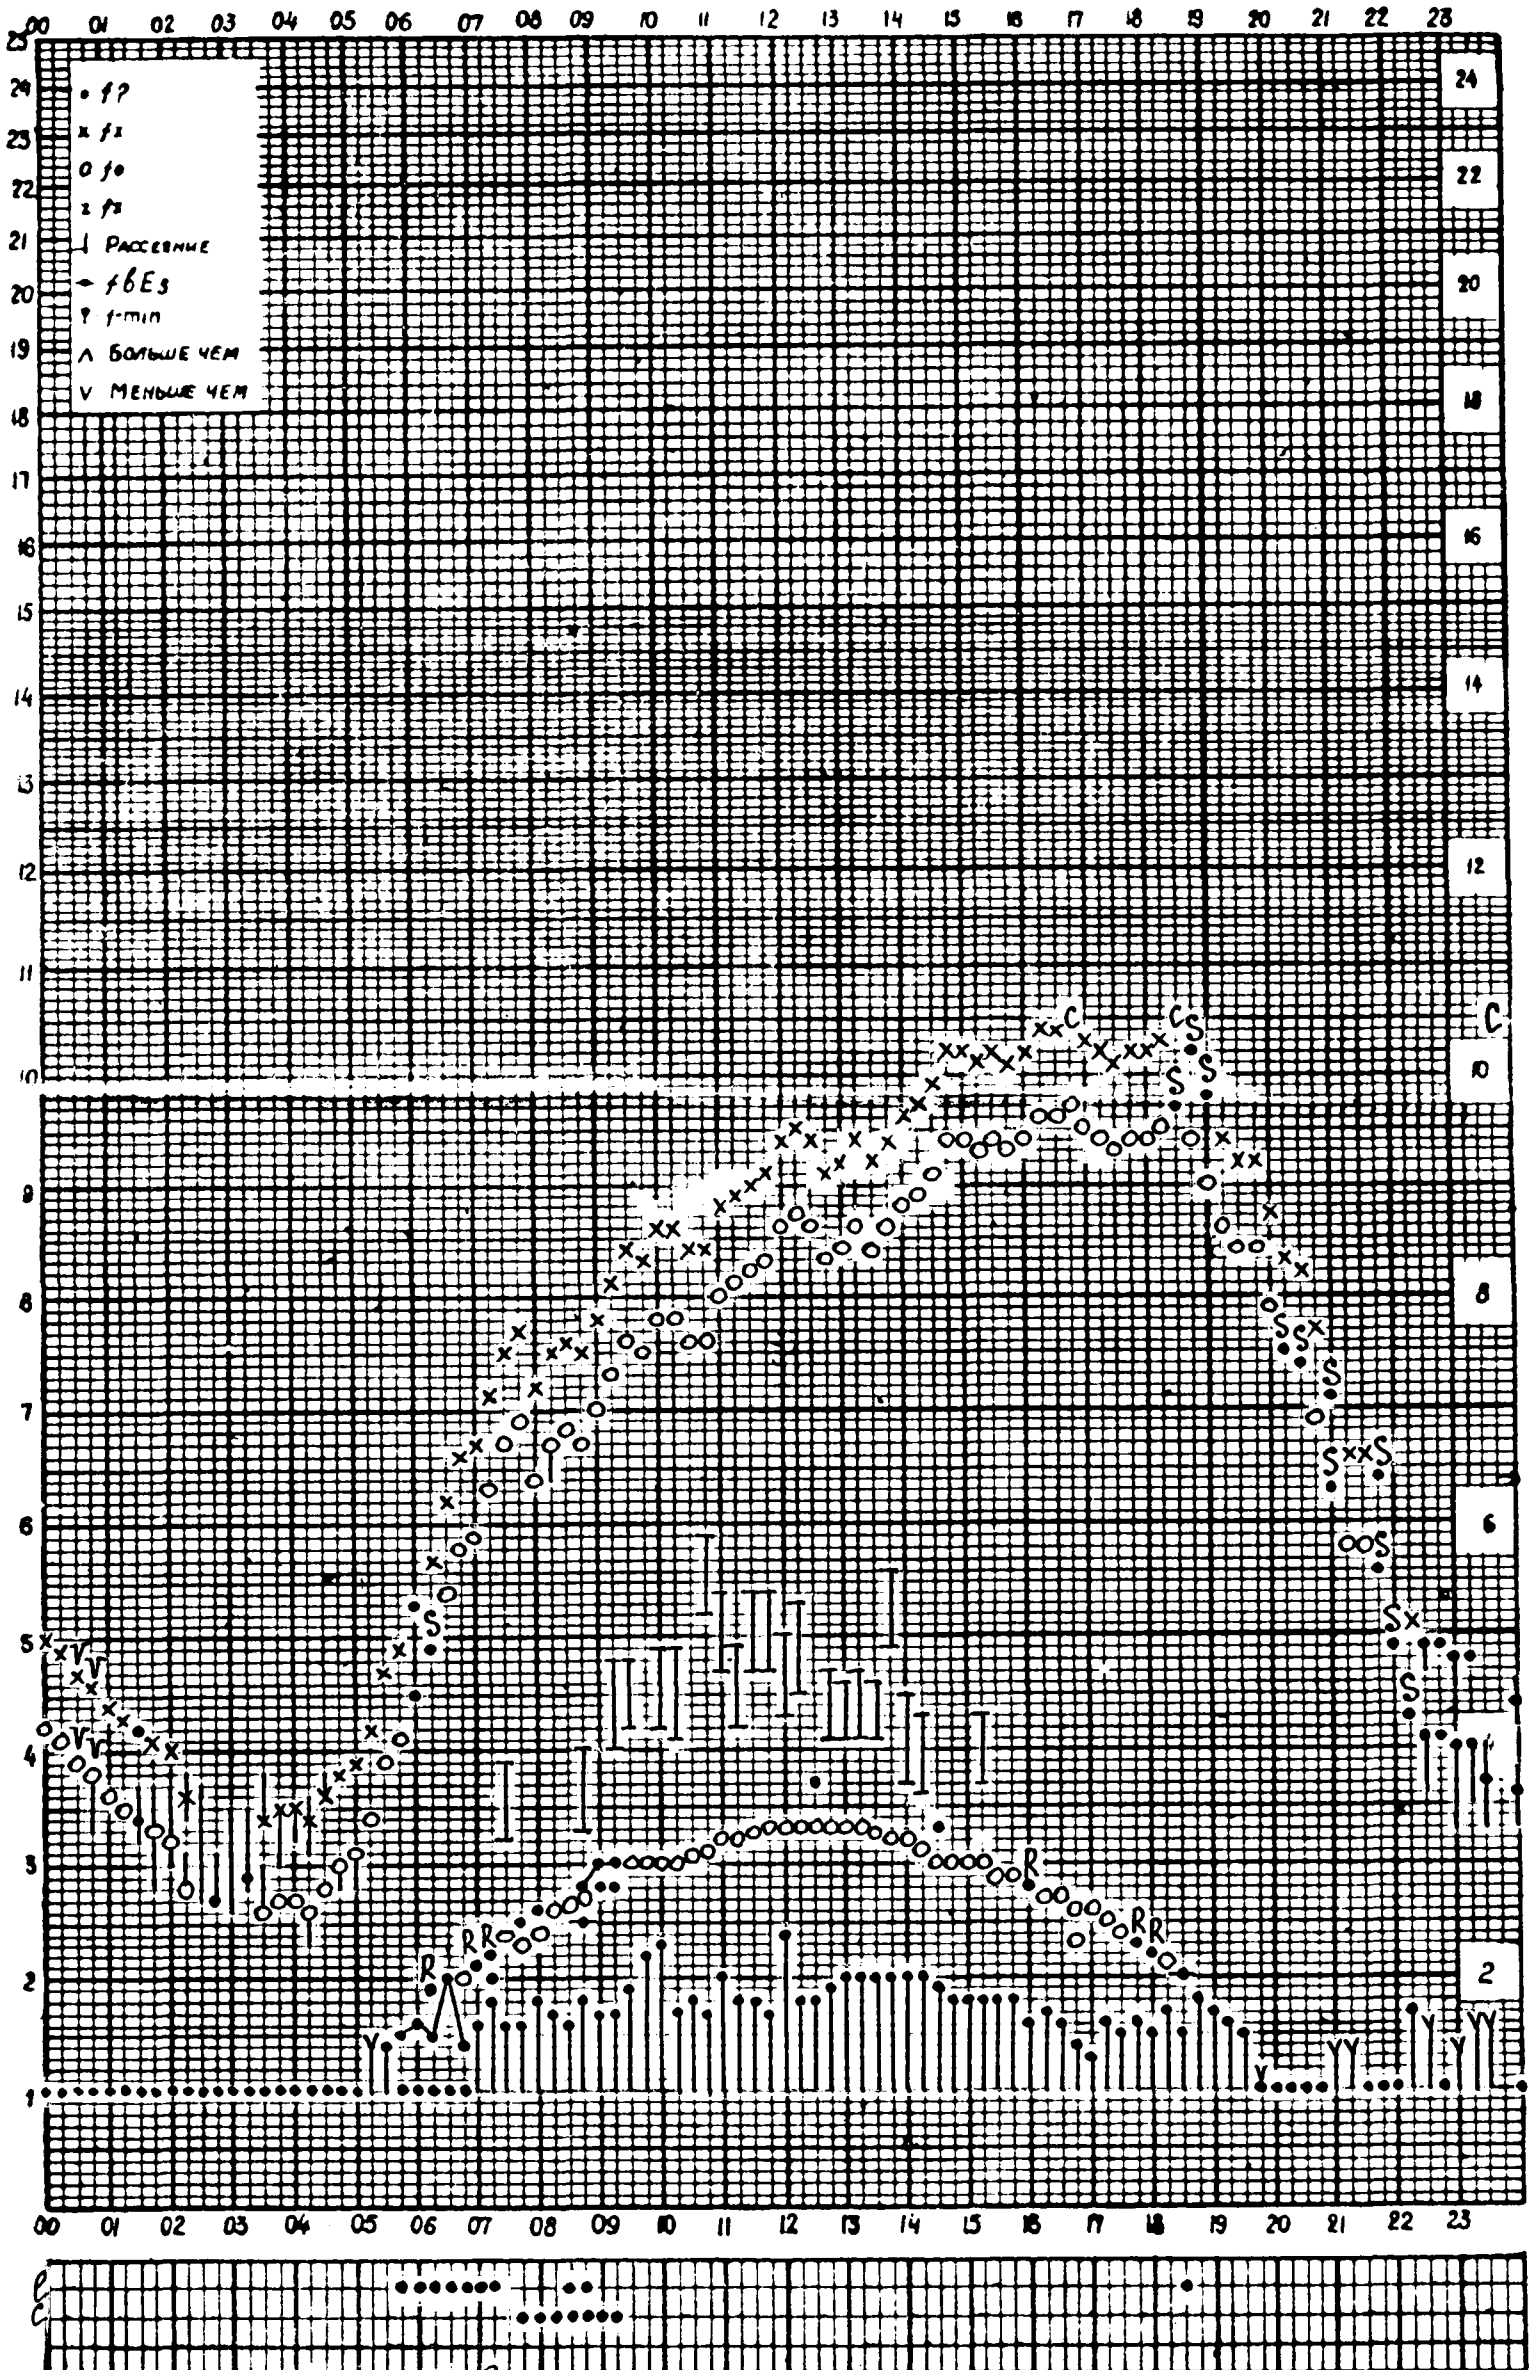 00 01 02 03 04 05 06 07 08 09 10 11 12 13 14 15 16 17 18 19 20 21 22 23
25
24 24
• f?
23
x fx
o fo
22 22
z fz
21
Рассеяние
fbEs
20 20
f-min
19
Λ Больше чем
V Меньше чем
18 18
17
16 16
15
14 14
13
12 12
11
C C S C
10 10
S S
9
8 8
S S
S
7
S S
6 6
S
S
5
V V S
S
V V
4
3
R
R R
R R R
2
V V V V V V V
V
1
00 01 02 03 04 05 06 07 08 09 10 11 12 13 14 15 16 17 18 19 20 21 22 23
l
c